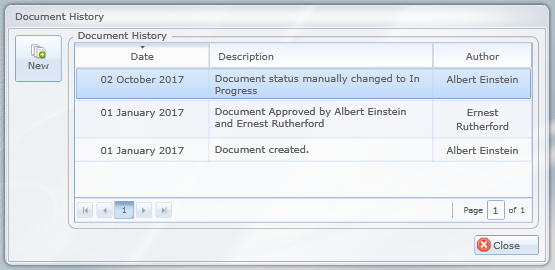 Document History
New
Document History
Date Description Author
02 October 2017 Document status manually changed to In Albert Einstein
Progress
01 January 2017 Document Approved by Albert Einstein Ernest
and Ernest Rutherford Rutherford
01 January 2017 Document created. Albert Einstein
1 Page 1 of 1
Close